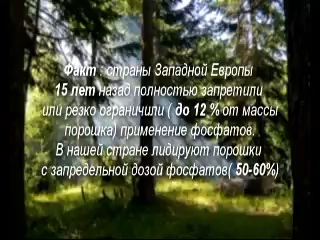 Факт : страны Западной Европы
15 лет назад полностью запретили
или резко ограничили ( до 12 % от массы
порошка) применение фосфатов.
В нашей стране лидируют порошки
с запредельной дозой фосфатов( 50-60%)